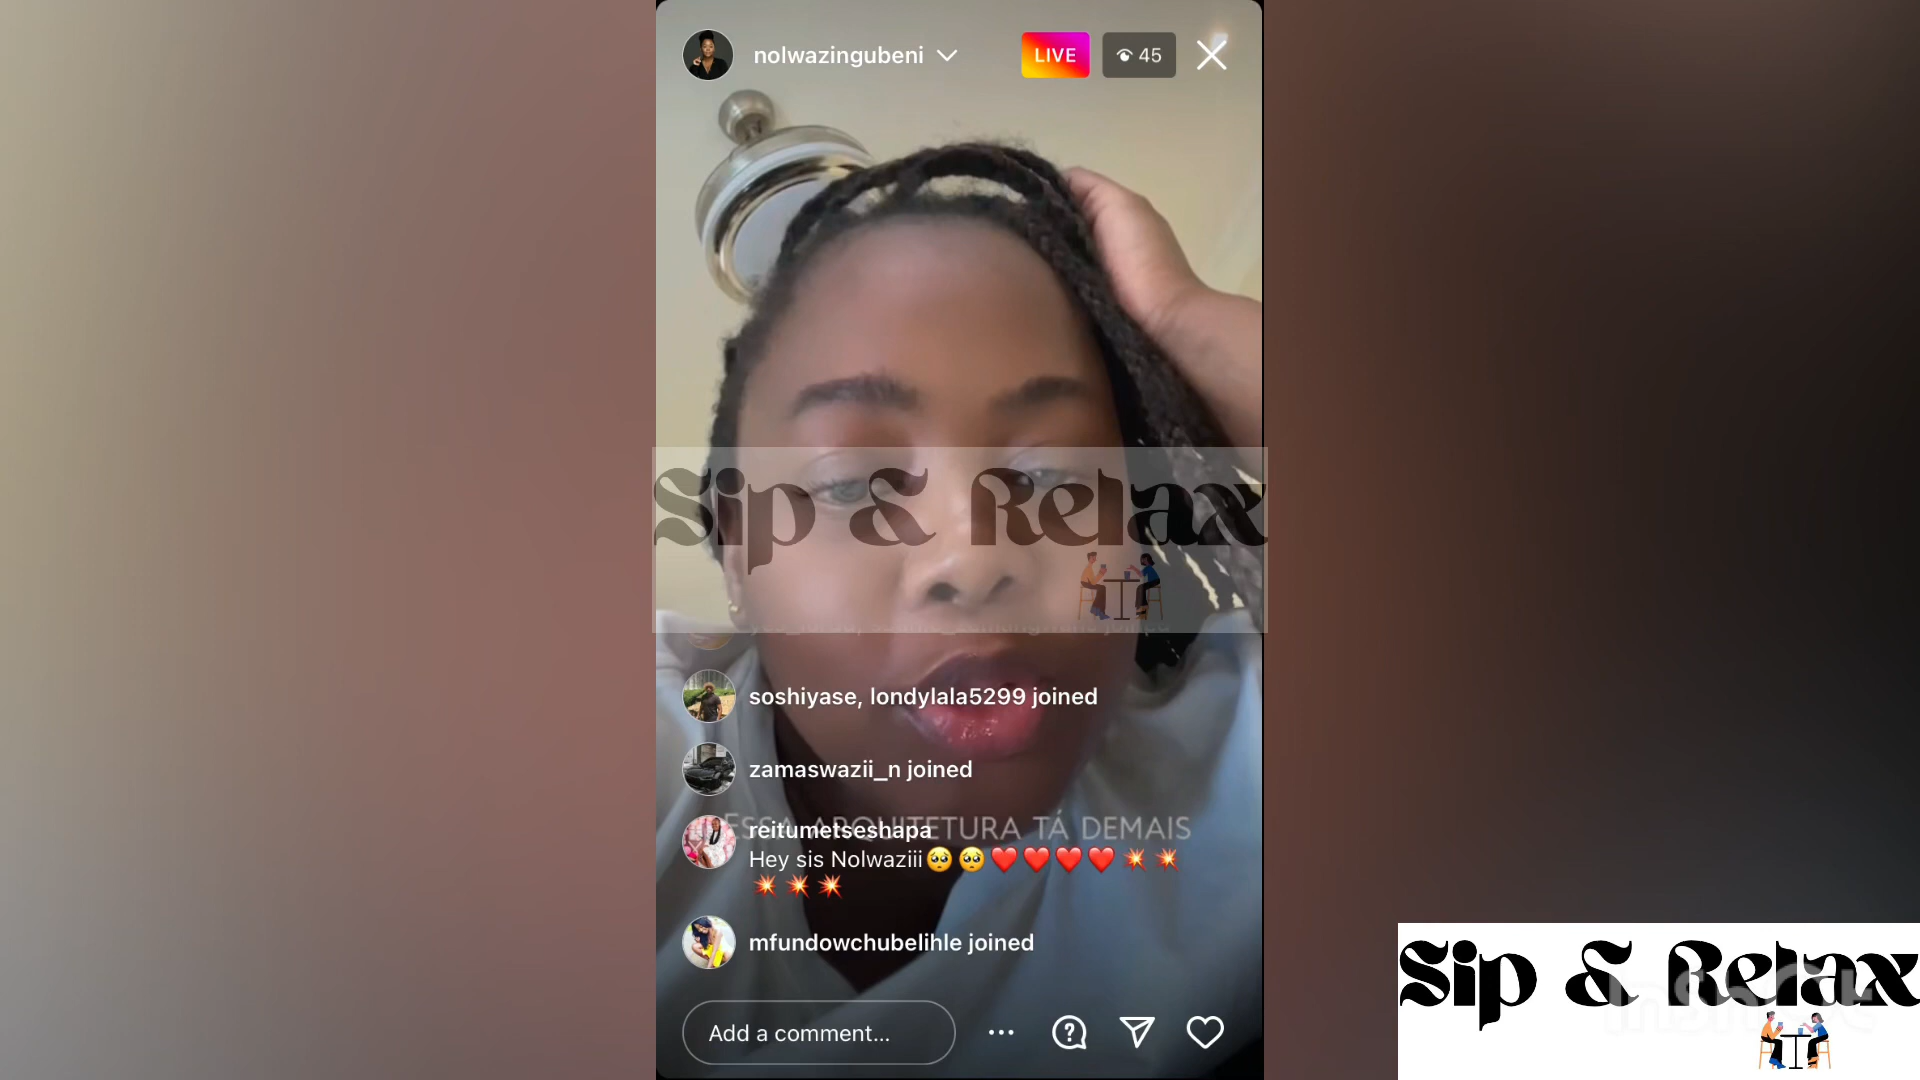 nolwazingubeni
LIVE
45
Sip & Relax
soshiyase, londylala5299 joined
zamaswazii_n joined
ESSA ARQUITETURA TÁ DEMAIS
reitumetseshapa
Hey sis Nolwaziii🥺🥺❤️❤️❤️❤️💥💥
💥💥💥
mfundowchubelihle joined
Add a comment...
Sip & Relax
InShot